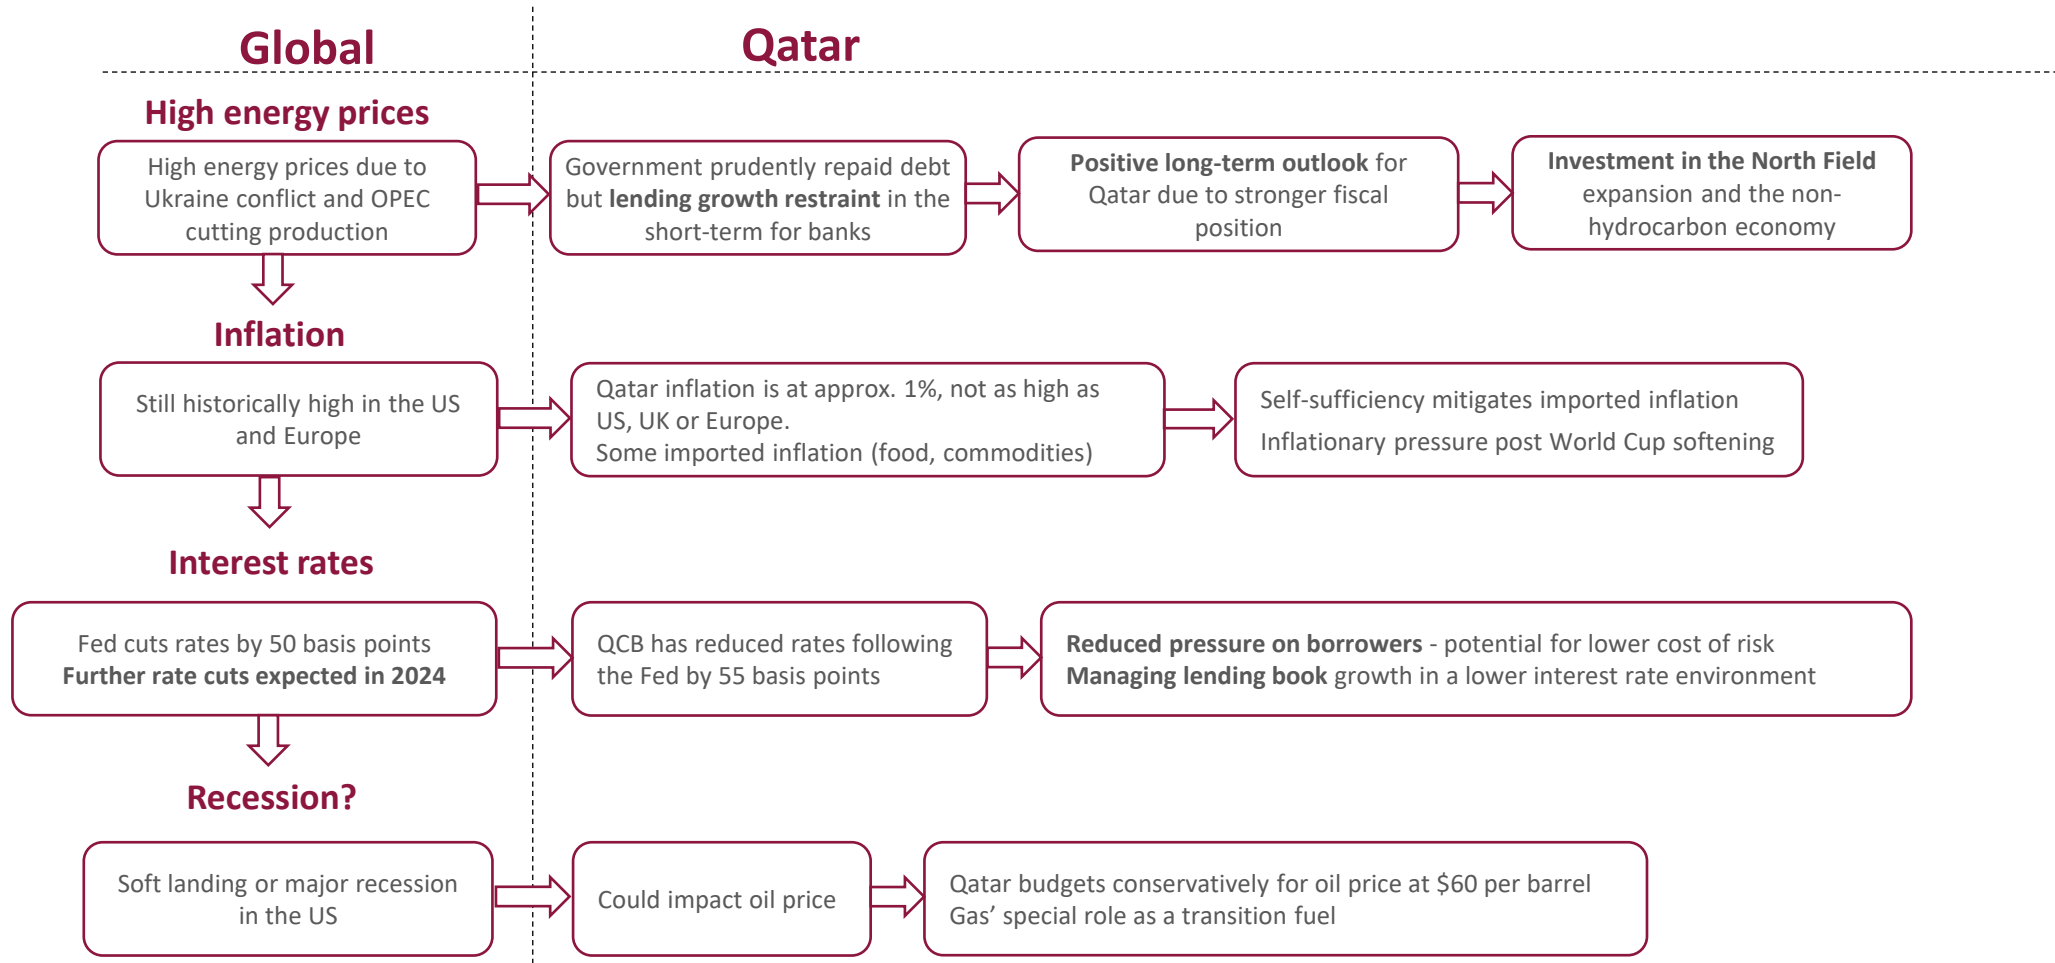 Global
Qatar
High energy prices
High energy prices due to
Ukraine conflict and OPEC
cutting production
Government prudently repaid debt
but lending growth restraint in the
short-term for banks
Positive long-term outlook for
Qatar due to stronger fiscal
position
Investment in the North Field
expansion and the non-
hydrocarbon economy
Inflation
Still historically high in the US
and Europe
Qatar inflation is at approx. 1%, not as high as
US, UK or Europe.
Some imported inflation (food, commodities)
Self-sufficiency mitigates imported inflation
Inflationary pressure post World Cup softening
Interest rates
Fed cuts rates by 50 basis points
Further rate cuts expected in 2024
QCB has reduced rates following
the Fed by 55 basis points
Reduced pressure on borrowers - potential for lower cost of risk
Managing lending book growth in a lower interest rate environment
Recession?
Soft landing or major recession
in the US
Could impact oil price
Qatar budgets conservatively for oil price at $60 per barrel
Gas’ special role as a transition fuel